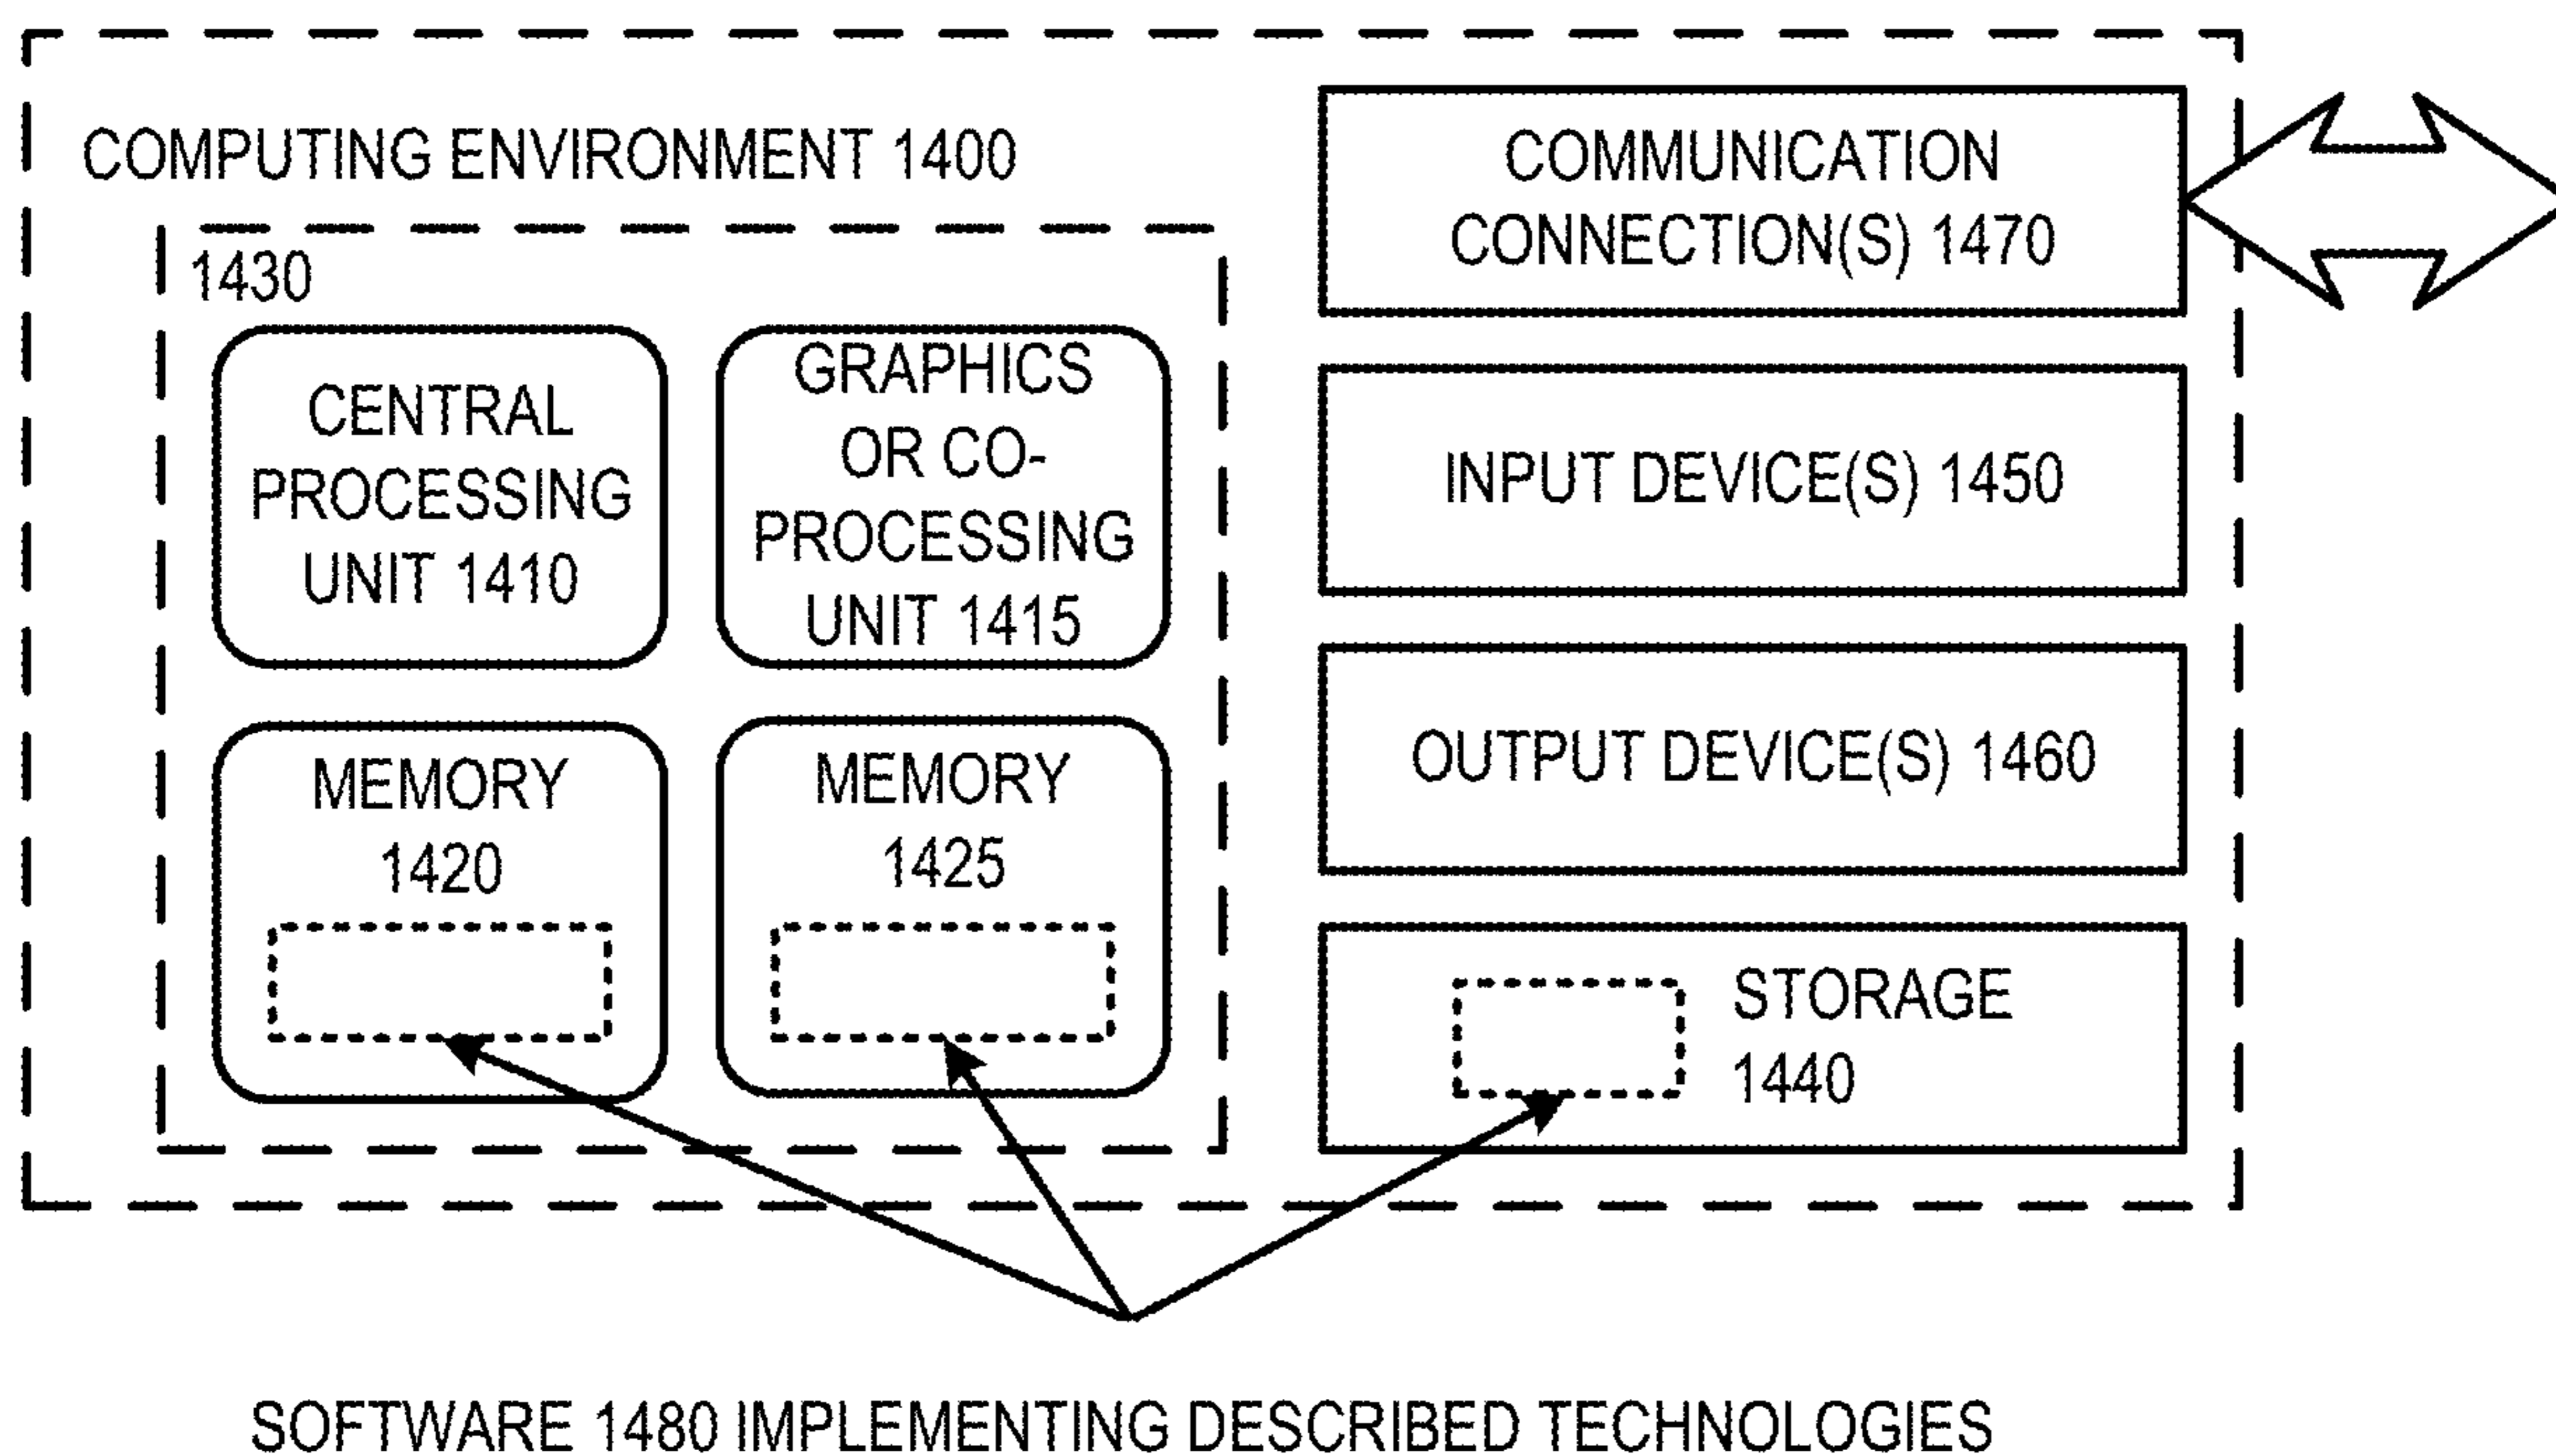 COMPUTING ENVIRONMENT 1400
1430
CENTRAL
PROCESSING
UNIT 1410
GRAPHICS
OR CO-
PROCESSING
UNIT 1415
MEMORY
1420
MEMORY
1425
COMMUNICATION
CONNECTION(S) 1470
INPUT DEVICE(S) 1450
OUTPUT DEVICE(S) 1460
STORAGE
1440
SOFTWARE 1480 IMPLEMENTING DESCRIBED TECHNOLOGIES